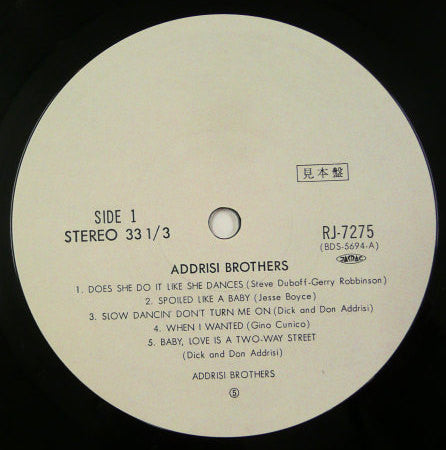 見本盤
SIDE 1
STEREO 33 1/3
RJ-7275
(BDS-5694-A)
ADDRISI BROTHERS
1. DOES SHE DO IT LIKE SHE DANCES (Steve Duboff-Gerry Robbinson)
2. SPOILED LIKE A BABY (Jesse Boyce)
3. SLOW DANCIN' DON'T TURN ME ON (Dick and Don Addrisi)
4. WHEN I WANTED (Gino Cunico)
5. BABY, LOVE IS A TWO-WAY STREET
(Dick and Don Addrisi)
ADDRISI BROTHERS
⑤